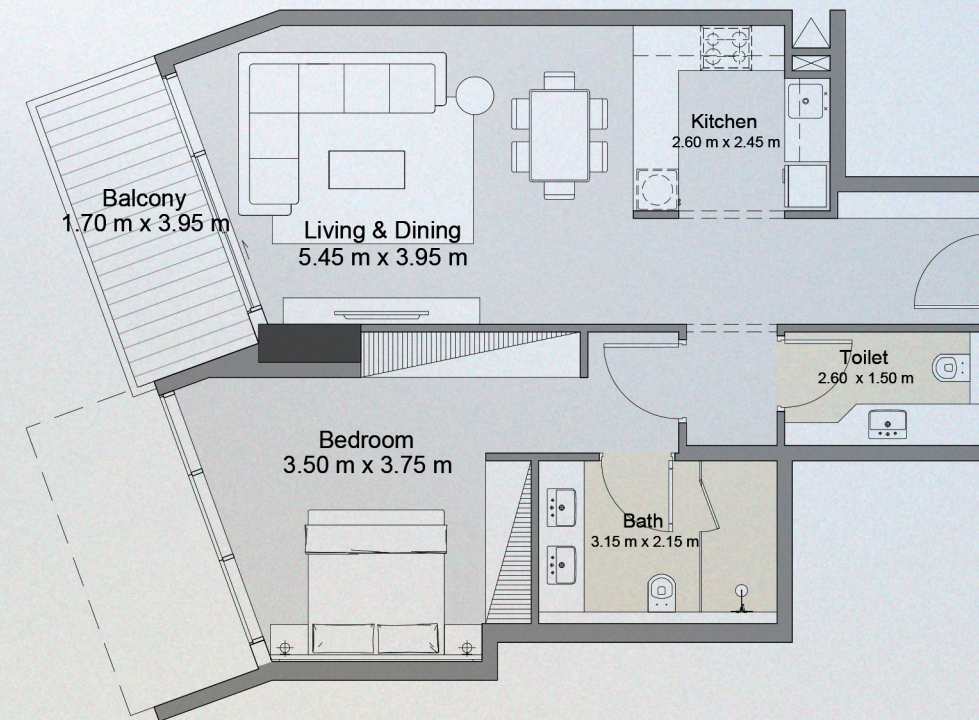 Kitchen
2.60 m x 2.45 m
Balcony
1.70 m x 3.95 m
Living & Dining
5.45 m x 3.95 m
Toilet
2.60 x 1.50 m
Bedroom
3.50 m x 3.75 m
Bath
3.15 m x 2.15 m